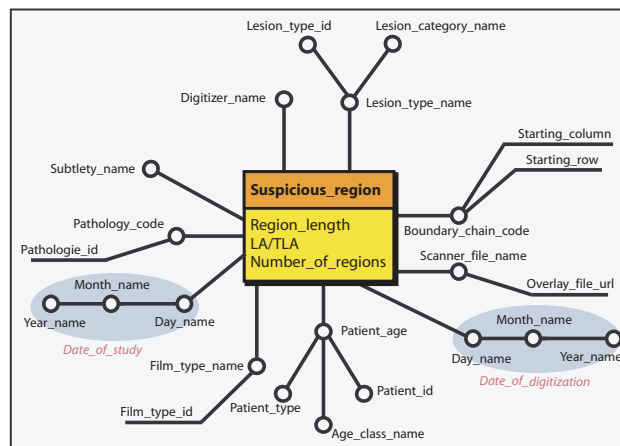 Lesion_type_id
Lesion_category_name
Digitizer_name
Lesion_type_name
Starting_column
Subtlety_name
Starting_row
Suspicious_region
Pathology_code
Region_length
Boundary_chain_code
LA/TLA
Pathologie_id
Number_of_regions
Scanner_file_name
Month_name
Overlay_file_url
Year_name
Day_name
Patient_age
Month_name
Date_of_study
Film_type_name
Day_name
Year_name
Date_of_digitization
Patient_id
Film_type_id
Patient_type
Age_class_name